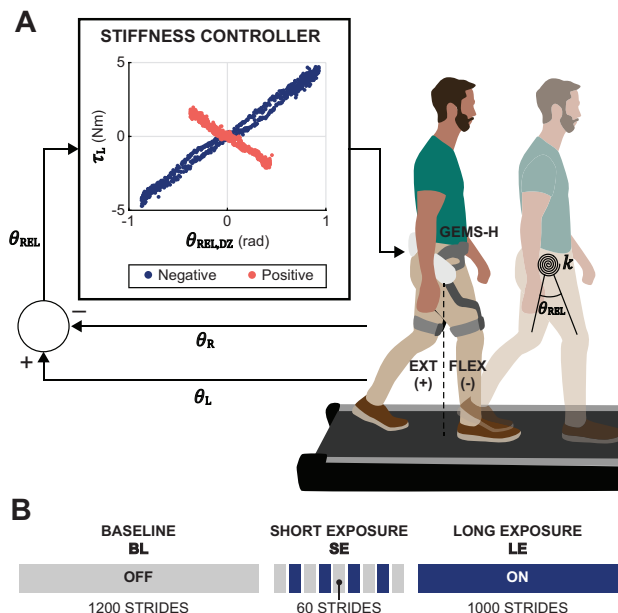 A
STIFFNESS CONTROLLER
5
0
-5
τL (Nm)
-1
0
1
θREL,DZ (rad)
Negative
Positive
θREL
−
+
θR
θL
GEMS-H
k
θREL
EXT
(+)
FLEX
(-)
B
BASELINE
BL
OFF
1200 STRIDES
SHORT EXPOSURE
SE
60 STRIDES
LONG EXPOSURE
LE
ON
1000 STRIDES